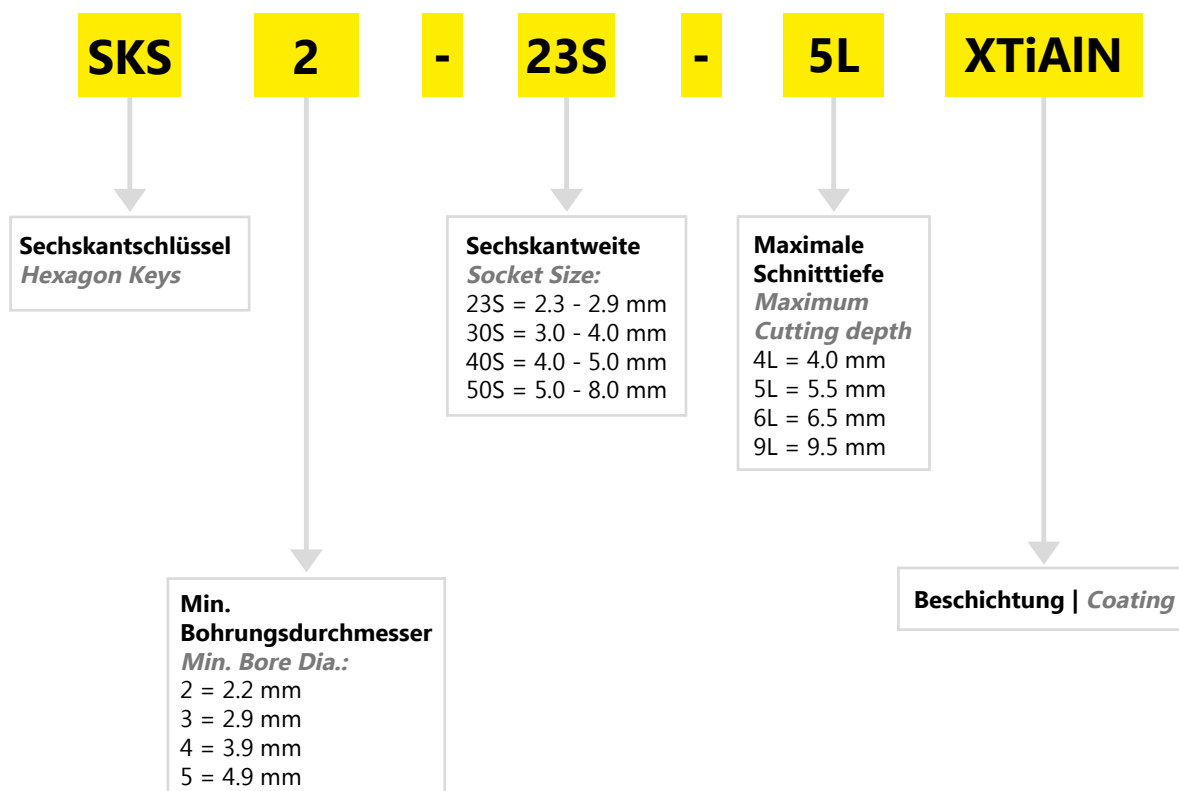 SKS 2 - 23S - 5L XTiAlN
Sechskantschlüssel
Hexagon Keys
Sechskantweite
Socket Size:
23S = 2.3 - 2.9 mm
30S = 3.0 - 4.0 mm
40S = 4.0 - 5.0 mm
50S = 5.0 - 8.0 mm
Maximale
Schnitttiefe
Maximum
Cutting depth
4L = 4.0 mm
5L = 5.5 mm
6L = 6.5 mm
9L = 9.5 mm
Min.
Bohrungsdurchmesser
Min. Bore Dia.:
2 = 2.2 mm
3 = 2.9 mm
4 = 3.9 mm
5 = 4.9 mm
Beschichtung | Coating